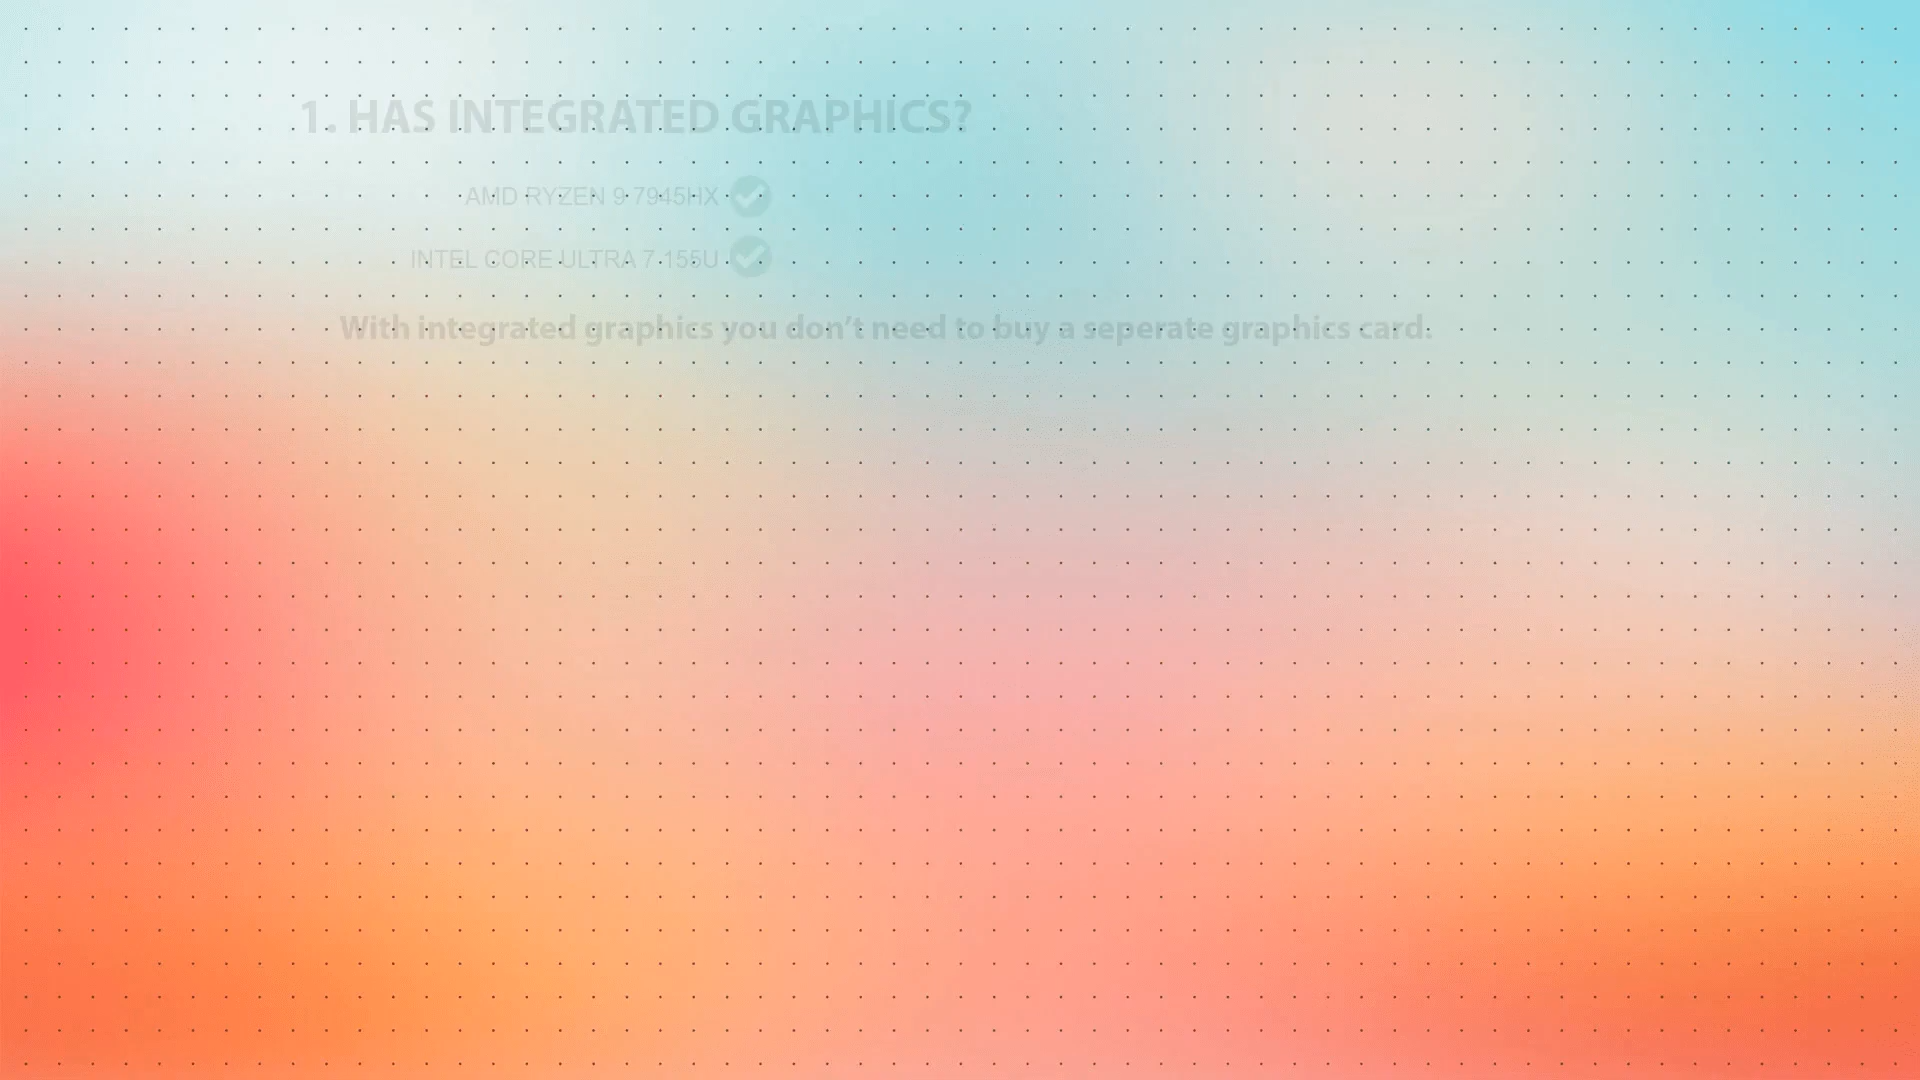 1. HAS INTEGRATED GRAPHICS?
AMD RYZEN 9 7945HX
INTEL CORE ULTRA 7 155U
With integrated graphics you don’t need to buy a seperate graphics card.